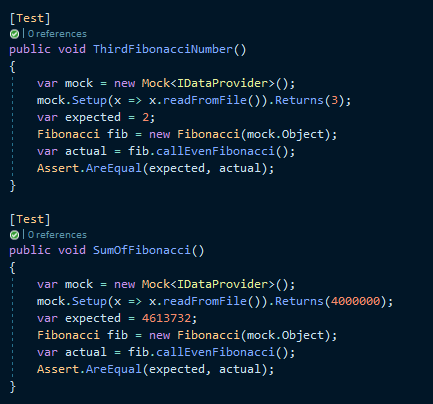 [Test]
| 0 references
public void ThirdFibonacciNumber()
{
var mock = new Mock<IDataProvider>();
mock.Setup(x => x.readFromFile()).Returns(3);
var expected = 2;
Fibonacci fib = new Fibonacci(mock.Object);
var actual = fib.callEvenFibonacci();
Assert.AreEqual(expected, actual);
}
[Test]
| 0 references
public void SumOfFibonacci()
{
var mock = new Mock<IDataProvider>();
mock.Setup(x => x.readFromFile()).Returns(4000000);
var expected = 4613732;
Fibonacci fib = new Fibonacci(mock.Object);
var actual = fib.callEvenFibonacci();
Assert.AreEqual(expected, actual);
}